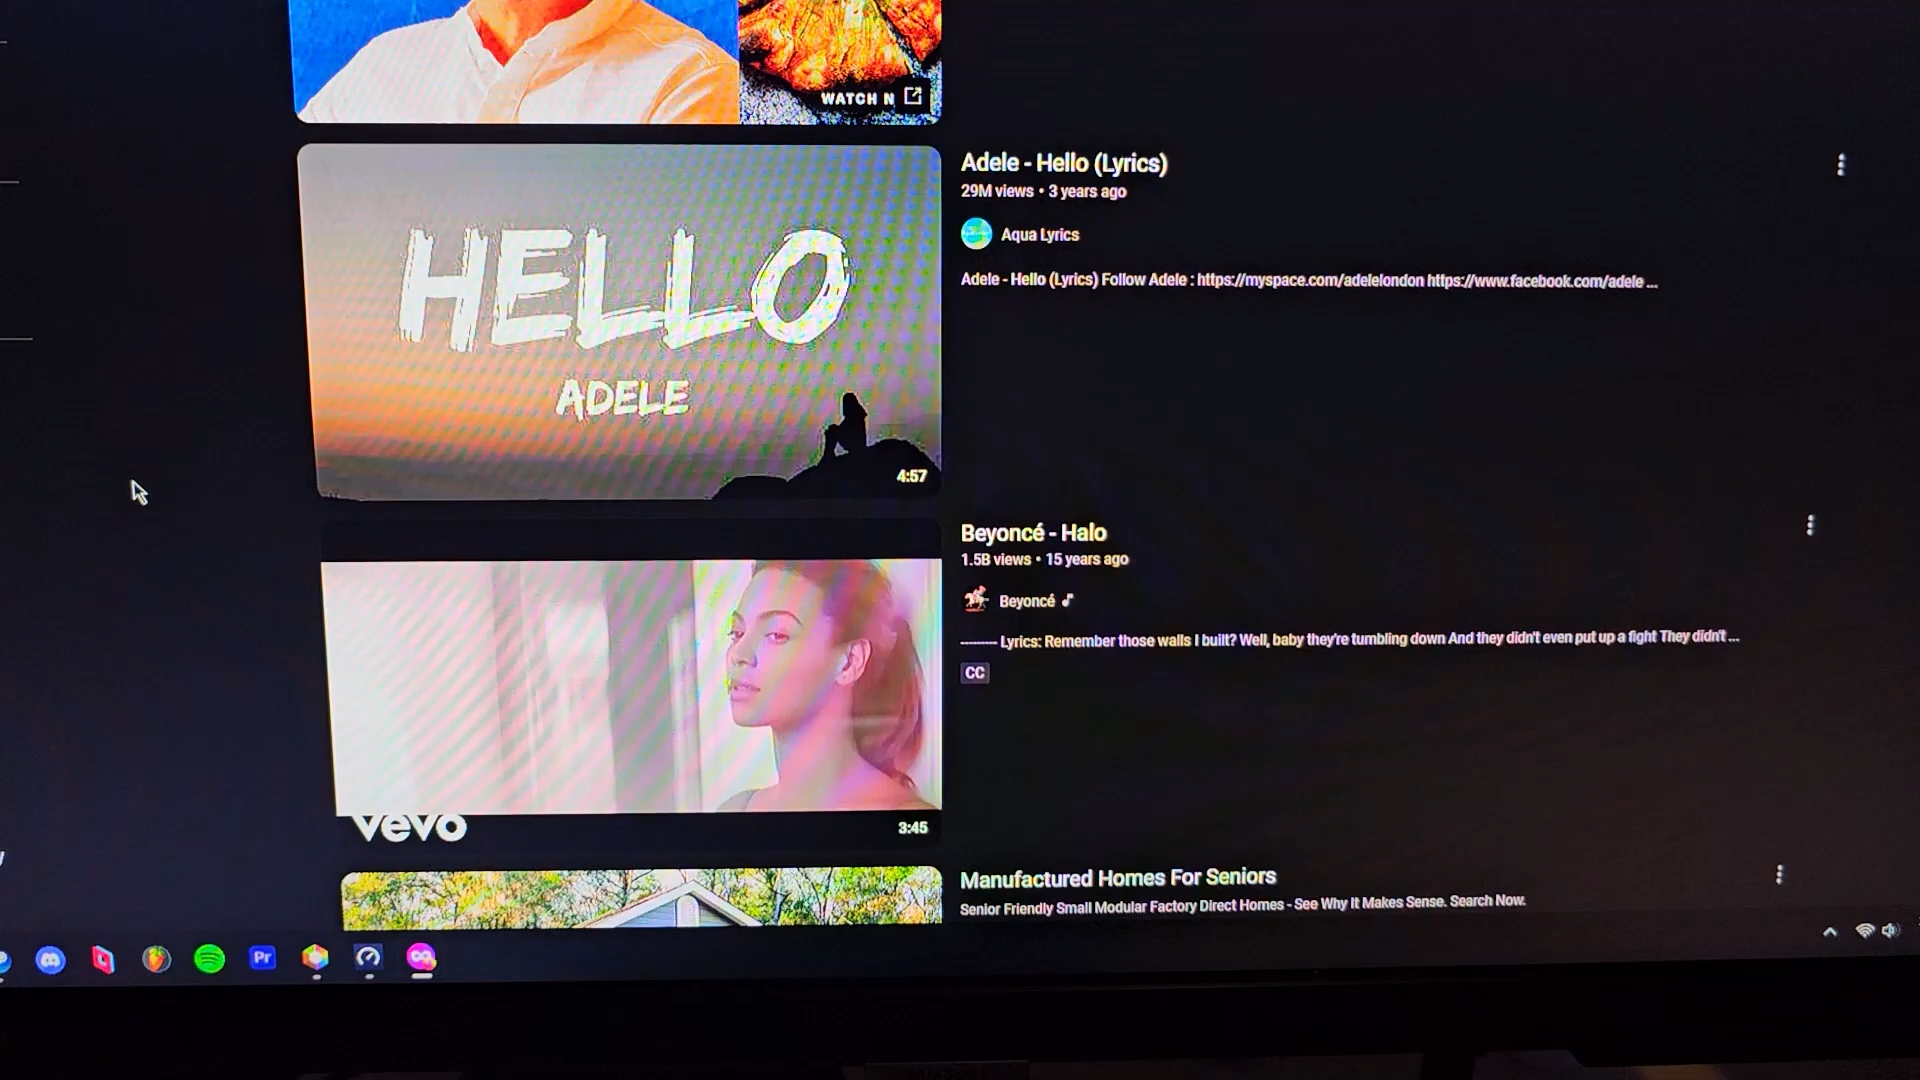 WATCH N
HELLO
ADELE
4:57
Adele - Hello (Lyrics)
29M views • 3 years ago
Aqua Lyrics
Adele - Hello (Lyrics) Follow Adele : https://myspace.com/adelelondon https://www.facebook.com/adele ...
vevo
3:45
Beyoncé - Halo
1.5B views • 15 years ago
Beyoncé
--------- Lyrics: Remember those walls I built? Well, baby they're tumbling down And they didn't even put up a fight They didn't ...
CC
Manufactured Homes For Seniors
Senior Friendly Small Modular Factory Direct Homes - See Why It Makes Sense. Search Now.
Pr
SAMSUNG